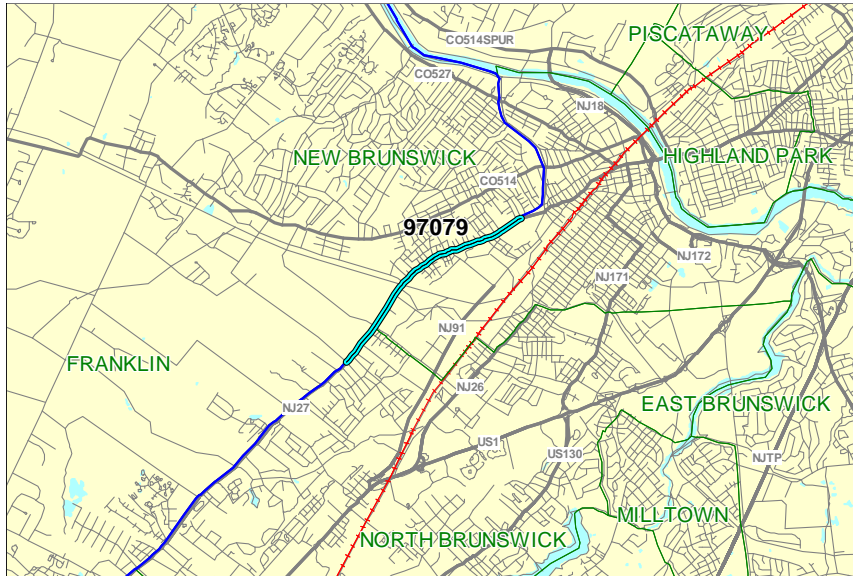 PISCATAWAY
CO514SPUR
CO527
NJ18
NEW BRUNSWICK
HIGHLAND PARK
CO514
97079
NJ172
NJ171
NJ91
FRANKLIN
NJ26
NJ27
EAST BRUNSWICK
US1
US130
NJTP
MILLTOWN
NORTH BRUNSWICK